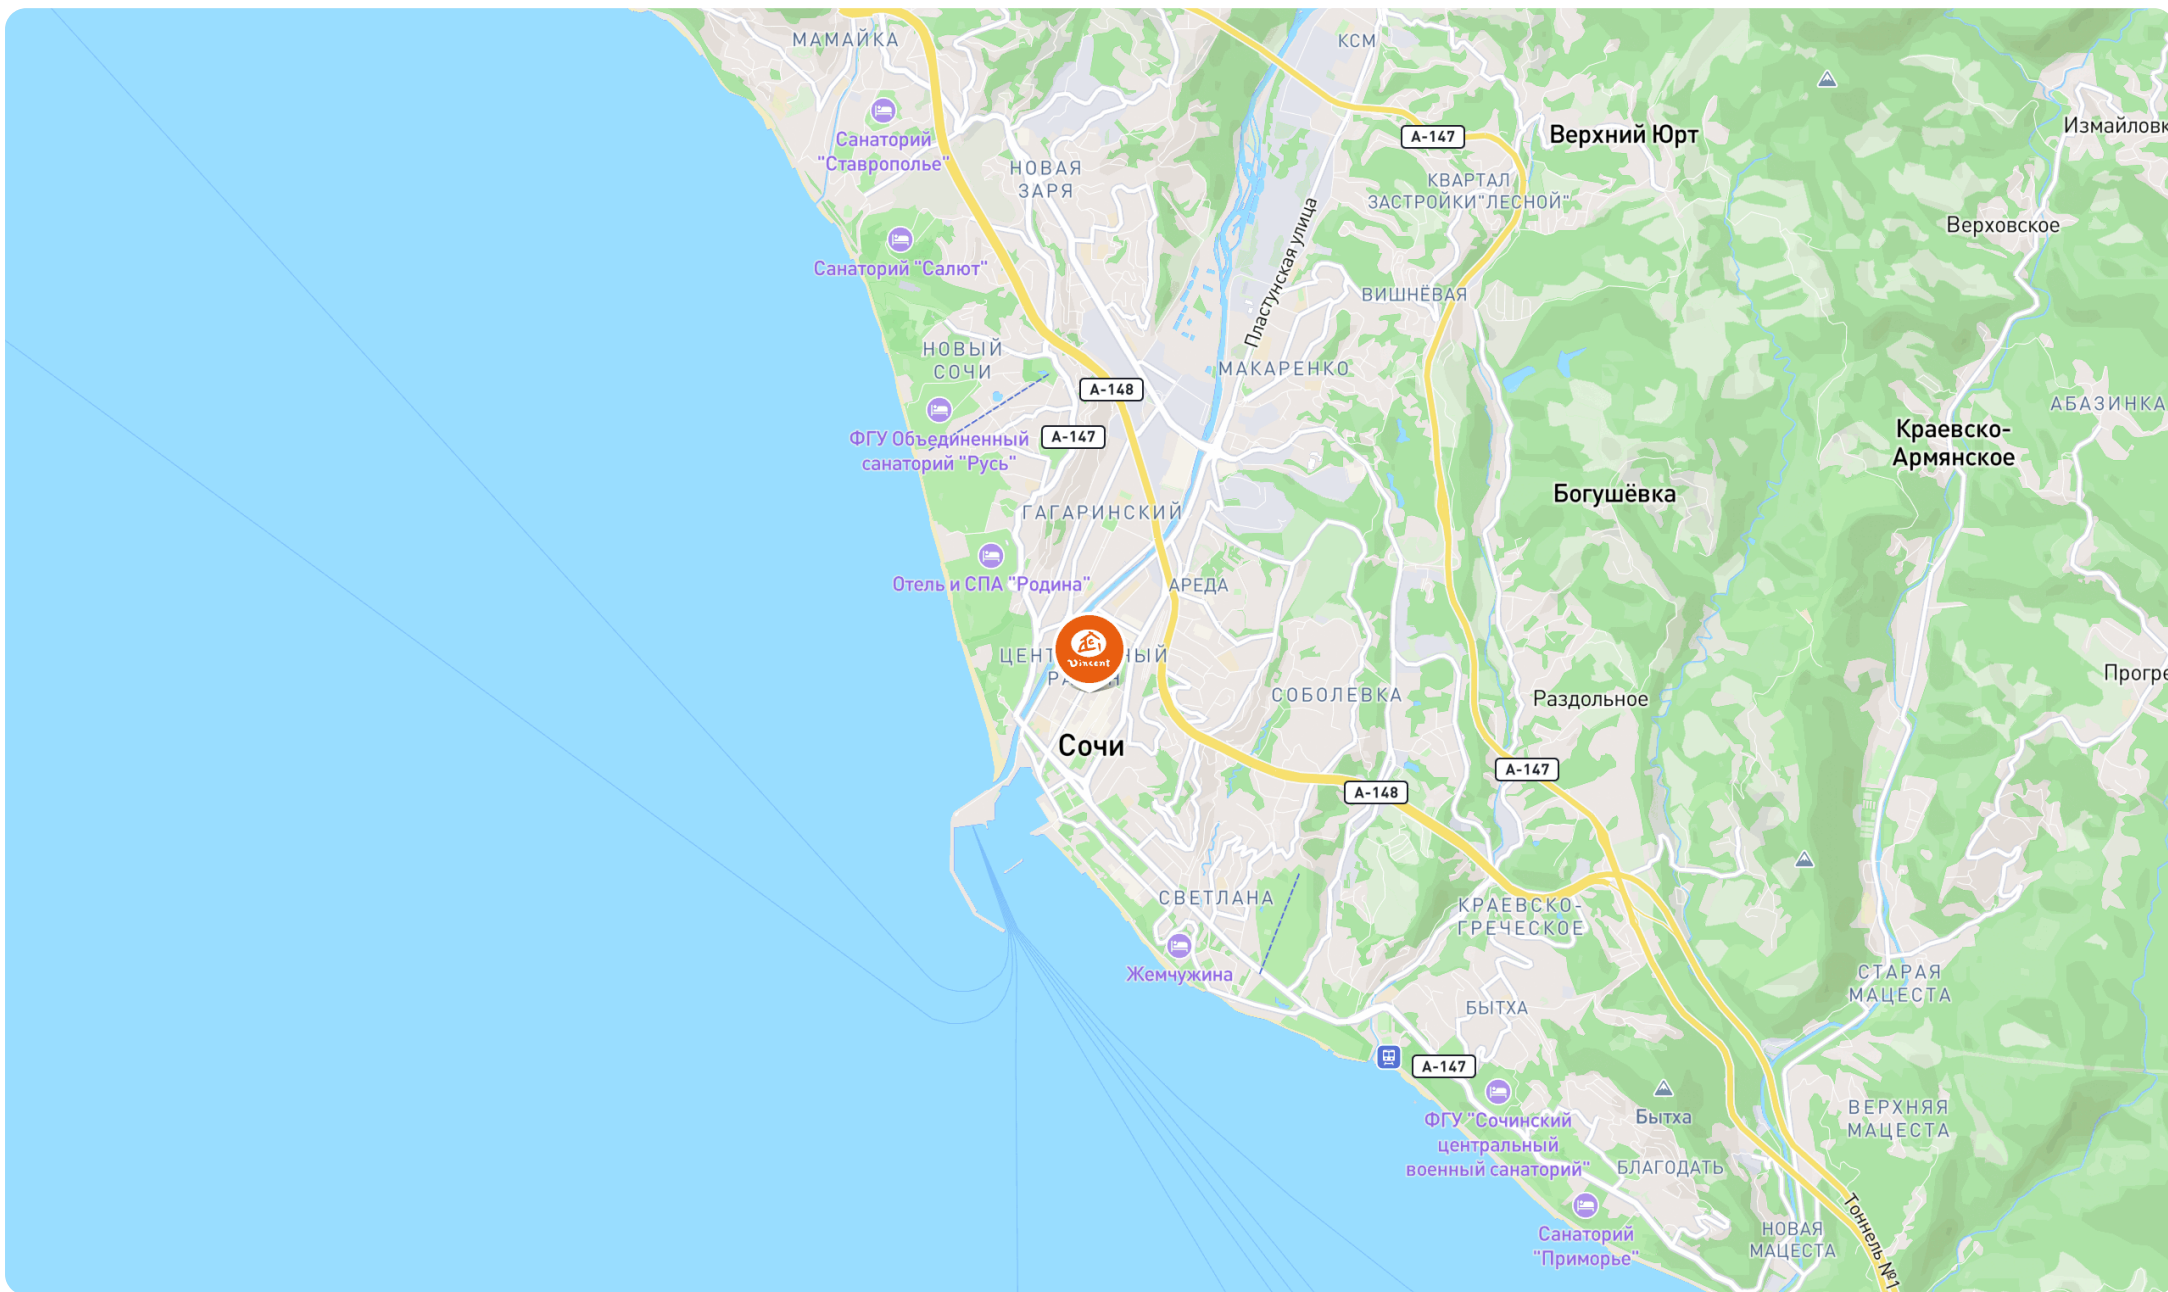 МАМАЙКА
КСМ
Санаторий
"Ставрополье"
А-147
Верхний Юрт
Измайловк
НОВАЯ
ЗАРЯ
КВАРТАЛ
ЗАСТРОЙКИ"ЛЕСНОЙ"
Верховское
Санаторий "Салют"
Пластунская улица
ВИШНЁВАЯ
НОВЫЙ
СОЧИ
МАКАРЕНКО
А-148
АБАЗИНКА
ФГУ Объединенный
санаторий "Русь"
А-147
Краевско-
Армянское
Богушёвка
ГАГАРИНСКИЙ
Отель и СПА "Родина"
АРЕДА
Vincent
ЦЕНТ
НЫЙ
Раздольное
СОБОЛЕВКА
Прогре
Сочи
А-147
А-148
СВЕТЛАНА
КРАЕВСКО-
ГРЕЧЕСКОЕ
Жемчужина
СТАРАЯ
МАЦЕСТА
БЫТХА
А-147
ФГУ "Сочинский
центральный
военный санаторий"
Бытха
ВЕРХНЯЯ
МАЦЕСТА
БЛАГОДАТЬ
Санаторий
"Приморье"
НОВАЯ
МАЦЕСТА
Тоннель №1